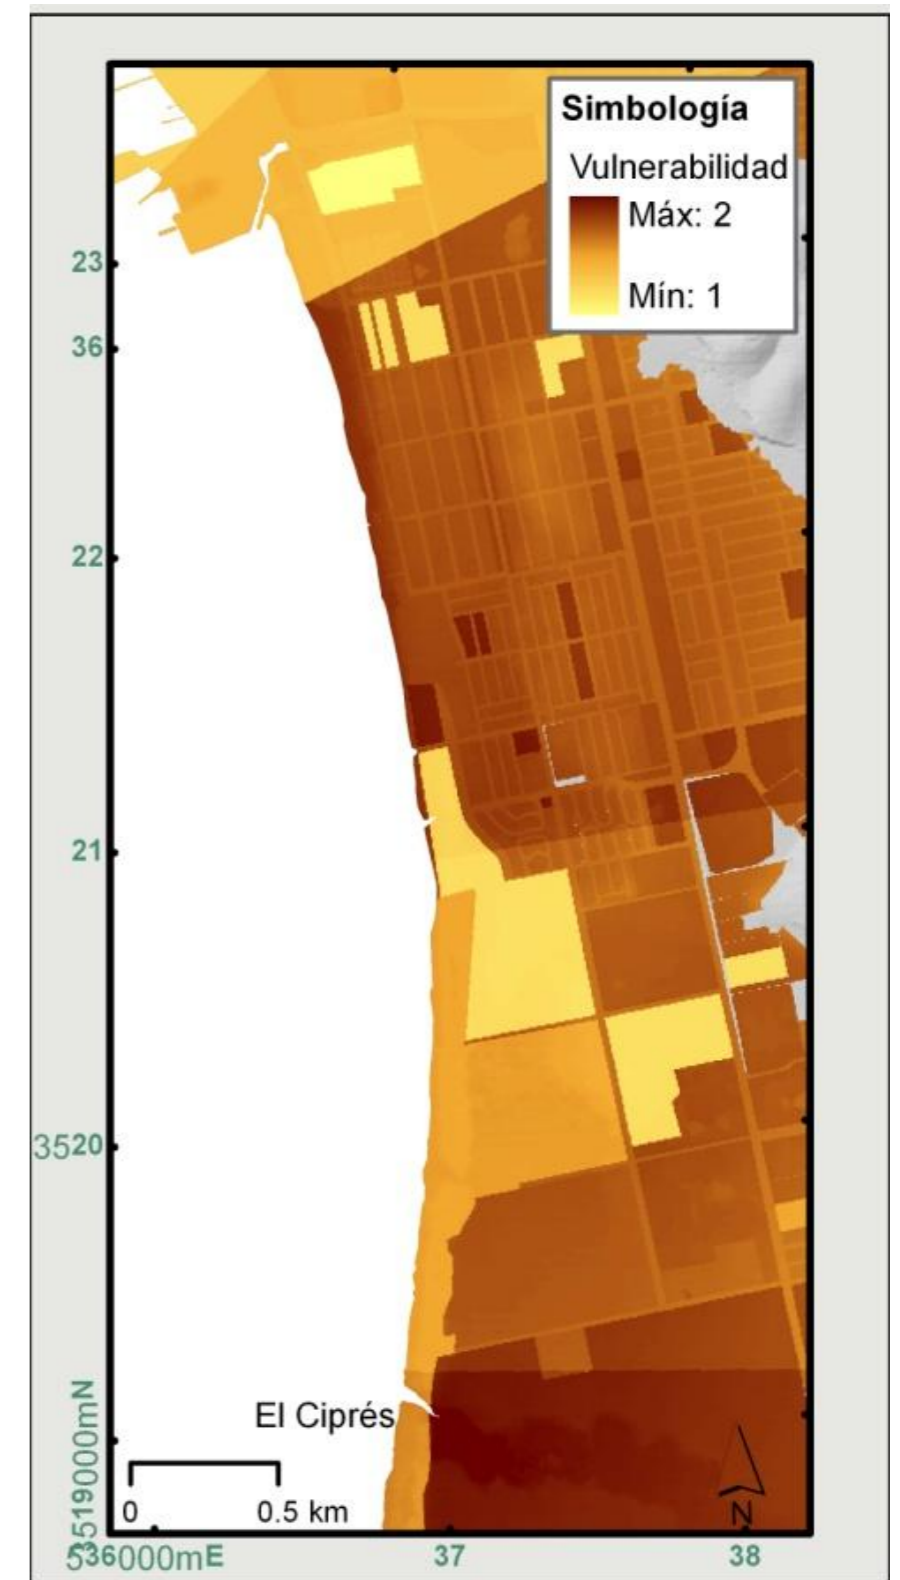 Simbología
Vulnerabilidad
Máx: 2
Mín: 1
23
36
22
21
3520
El Ciprés
0 0.5 km
N
3519000mN
536000mE 37 38